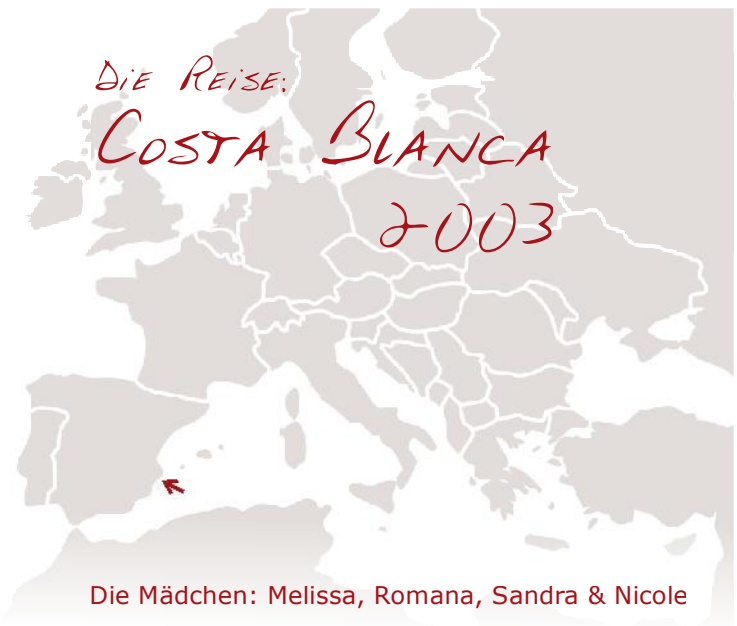 Die Reise:
Costa Blanca
2003
Die Mädchen: Melissa, Romana, Sandra & Nicole